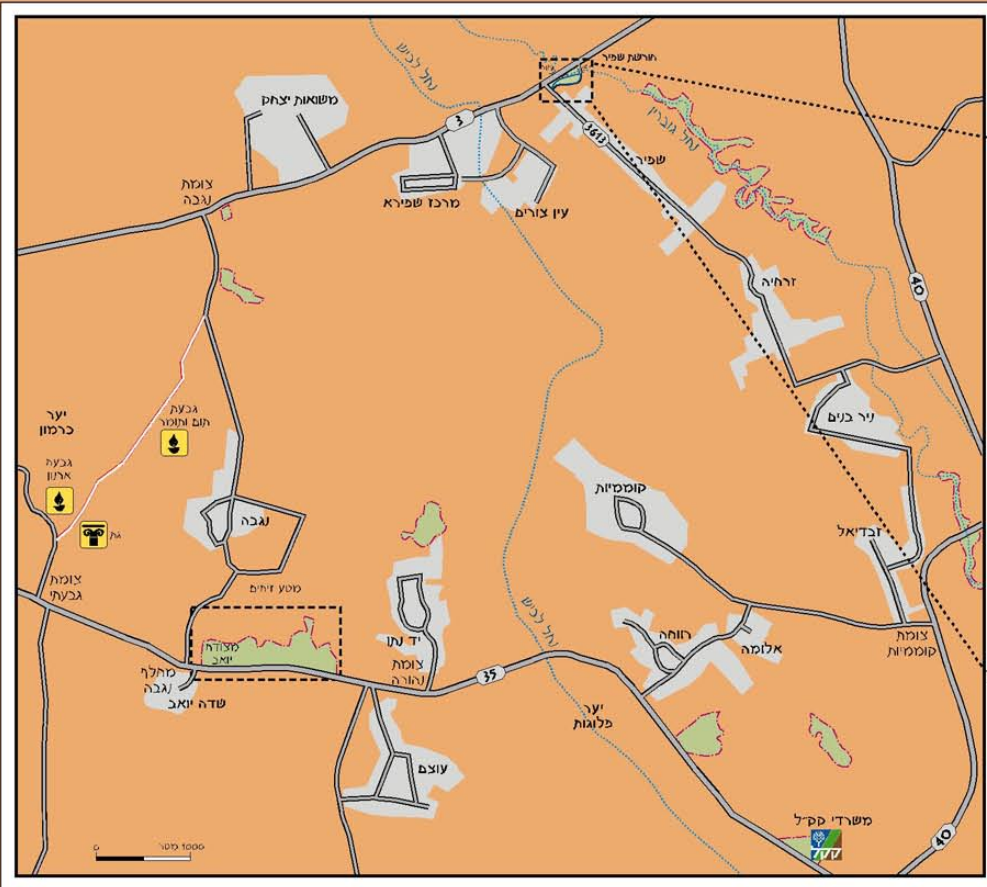 חורשת שפיר
נחל לכיש
משואות יצחק
3
3613
נחל גוברין
שפיר
צומת
נגבה
מרכז שפירא
עין צורים
זרחיה
40
יער
כרמון
גבעת
תום ותומר
גבעת
ארנון
ניר בנים
קוממיות
נגבה
גת
זבדיאל
צומת
גבעתי
מטע זיתים
נחל לכיש
מצודת
יואב
יד נתן
רווחה
אלומה
צומת
קוממיות
מחלף
נגבה
צומת
נהורה
35
שדה יואב
יער
פלוגות
עוצם
משרדי קק״ל
קקל
40
0
1000 מטר